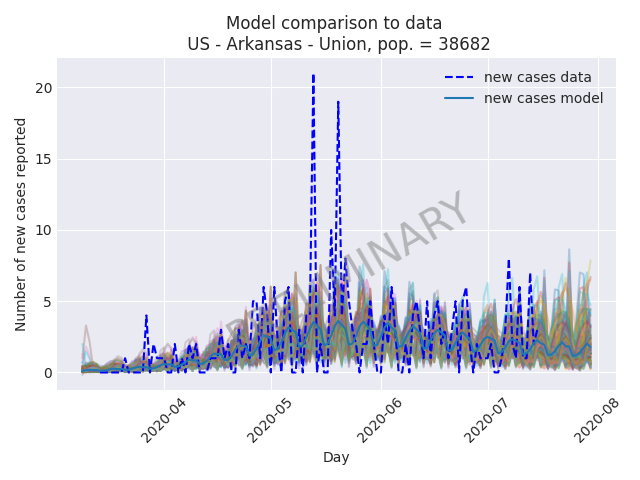 Model comparison to data
US - Arkansas - Union, pop. = 38682
new cases data
new cases model
Number of new cases reported
20
15
10
5
0
PRELIMINARY
2020-04
2020-05
2020-06
2020-07
2020-08
Day